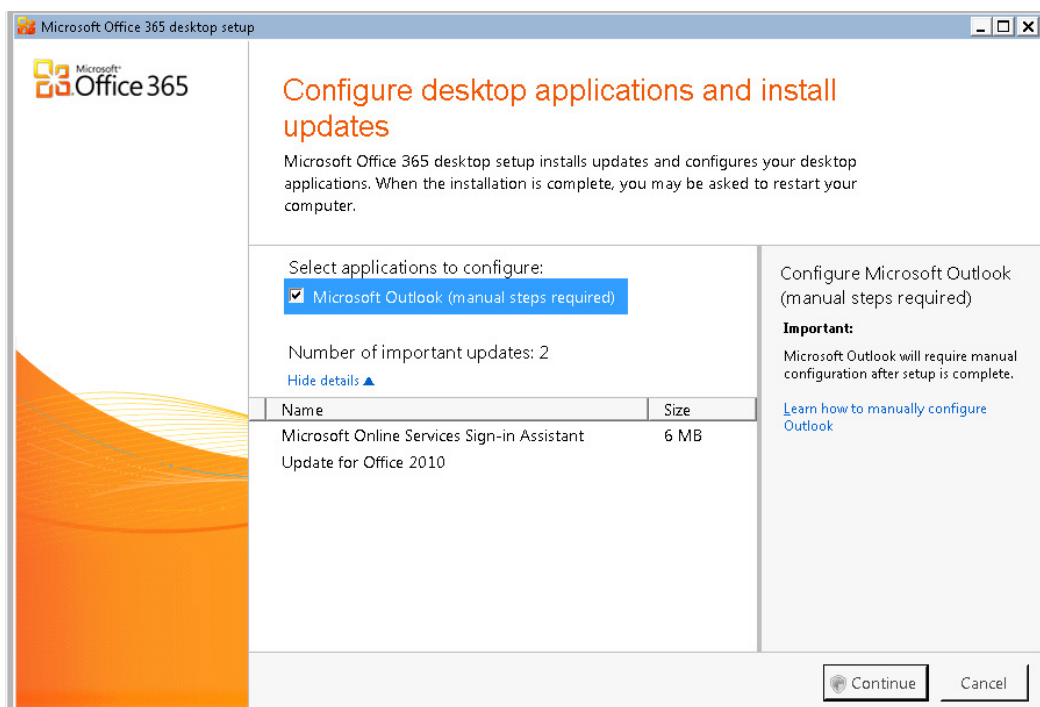 Microsoft Office 365 desktop setup
Microsoft
Office 365
Configure desktop applications and install
updates
Microsoft Office 365 desktop setup installs updates and configures your desktop
applications. When the installation is complete, you may be asked to restart your
computer.
Select applications to configure:
Microsoft Outlook (manual steps required)
Number of important updates: 2
Hide details
Name Size
Microsoft Online Services Sign-in Assistant 6 MB
Update for Office 2010
Configure Microsoft Outlook
(manual steps required)
Important:
Microsoft Outlook will require manual
configuration after setup is complete.
Learn how to manually configure
Outlook
Continue Cancel